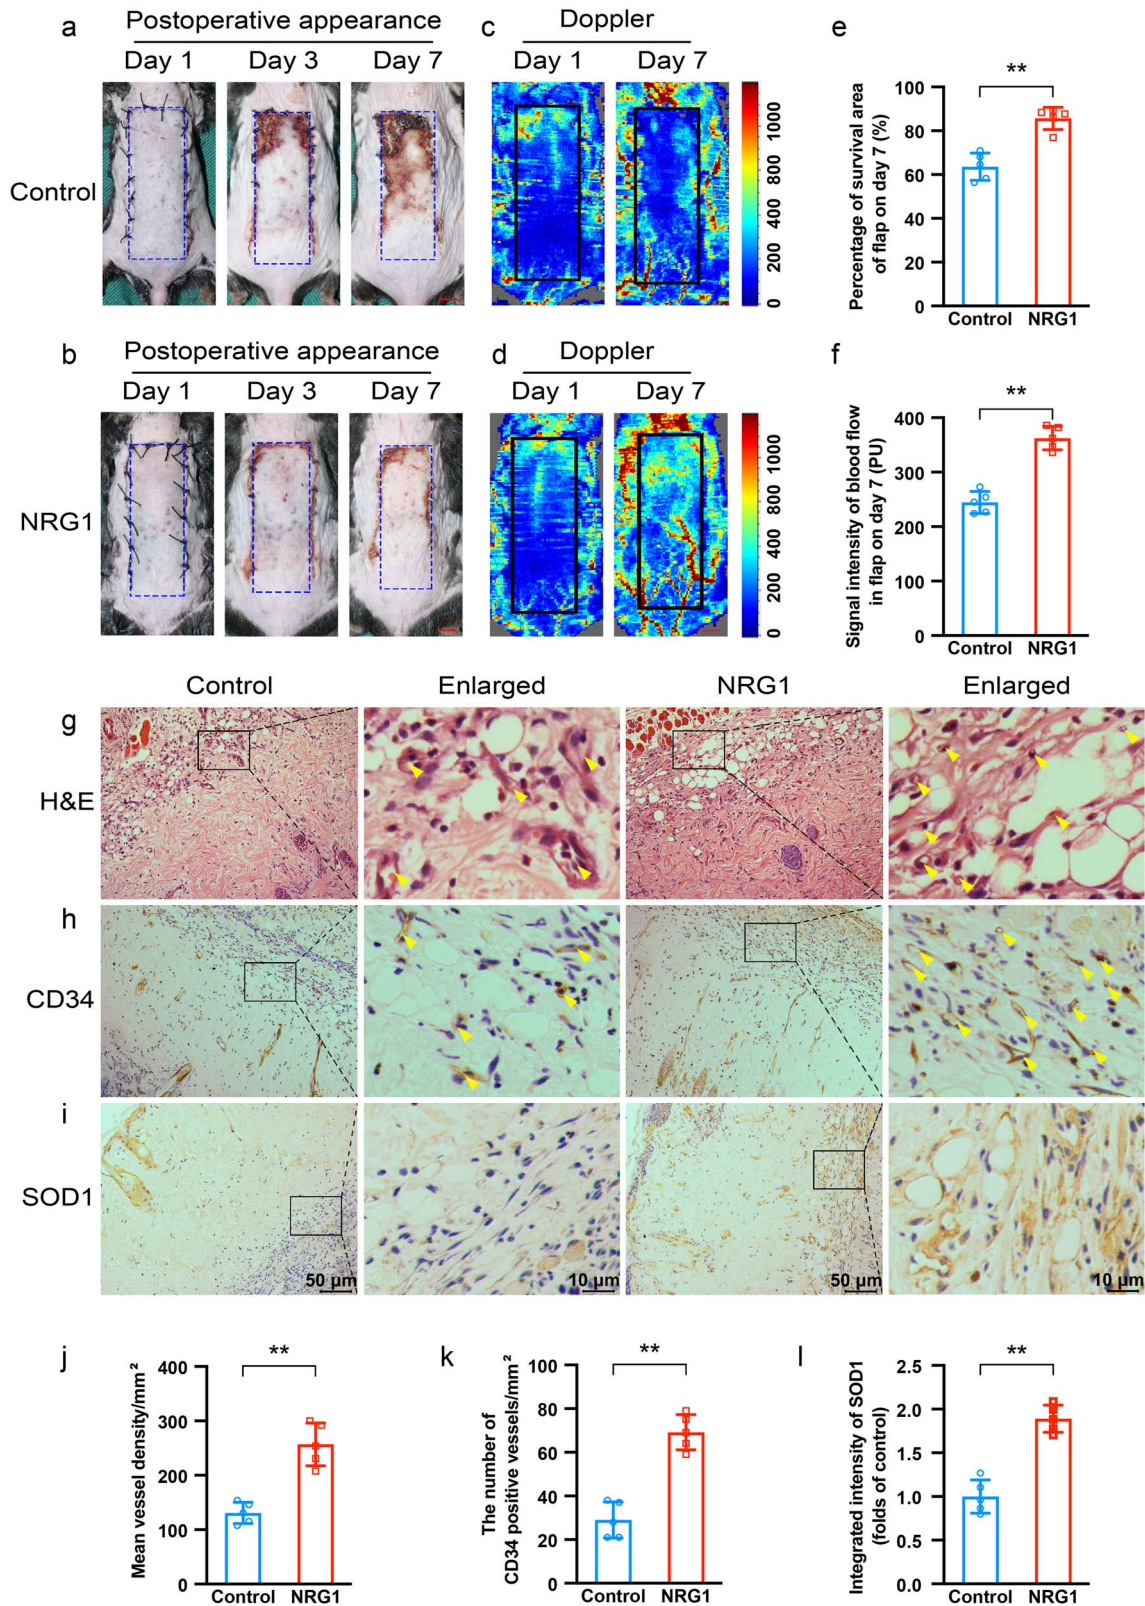 a
Postoperative appearance
Day 1 Day 3 Day 7
Control
c
Doppler
Day 1 Day 7
0 200 400 600 800 1000
e
Percentage of survival area
of flap on day 7 (%)
100
80
60
40
20
0
**
Control NRG1
b
Postoperative appearance
Day 1 Day 3 Day 7
NRG1
d
Doppler
Day 1 Day 7
0 200 400 600 800 1000
f
Signal intensity of blood flow
in flap on day 7 (PU)
400
300
200
100
0
**
Control NRG1
Control Enlarged NRG1 Enlarged
g
H&E
h
CD34
i
SOD1
50 μm 10 μm 50 μm 10 μm
j
Mean vessel density/mm²
400
300
200
100
0
**
Control NRG1
k
The number of
CD34 positive vessels/mm²
100
80
60
40
20
0
**
Control NRG1
l
Integrated intensity of SOD1
(folds of control)
2.5
2.0
1.5
1.0
0.5
0.0
**
Control NRG1